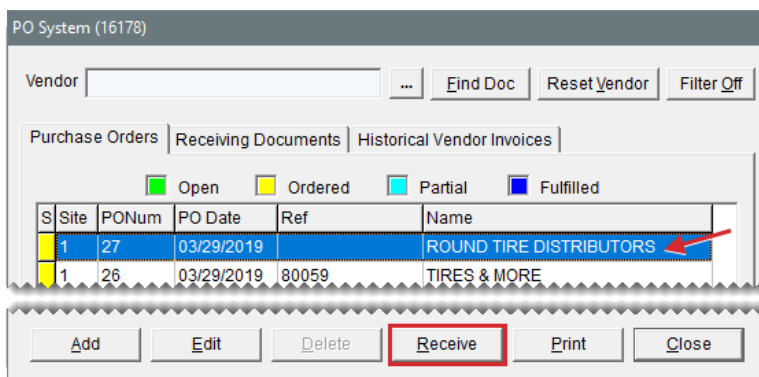 PO System (16178)
Vendor ... Find Doc Reset Vendor Filter Off
Purchase Orders Receiving Documents Historical Vendor Invoices
Open Ordered Partial Fulfilled
S Site PONum PO Date Ref Name
1 27 03/29/2019 ROUND TIRE DISTRIBUTORS
1 26 03/29/2019 80059 TIRES & MORE
Add Edit Delete Receive Print Close